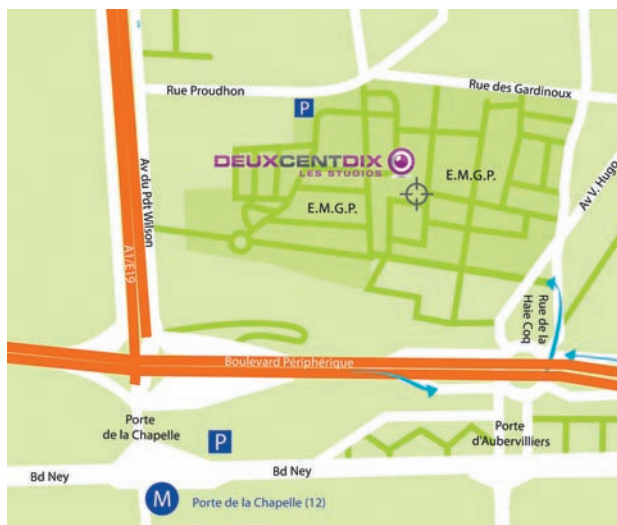 Rue Proudhon
Rue des Gardinoux
P
DEUXCENTDIX
LES STUDIOS
E.M.G.P.
E.M.G.P.
Av du Pdt Wilson
Av V. Hugo
A1/E19
Rue de la
Haie Coq
Boulevard Périphérique
Porte
de la Chapelle
P
Porte
d'Aubervilliers
Bd Ney
Bd Ney
M
Porte de la Chapelle (12)